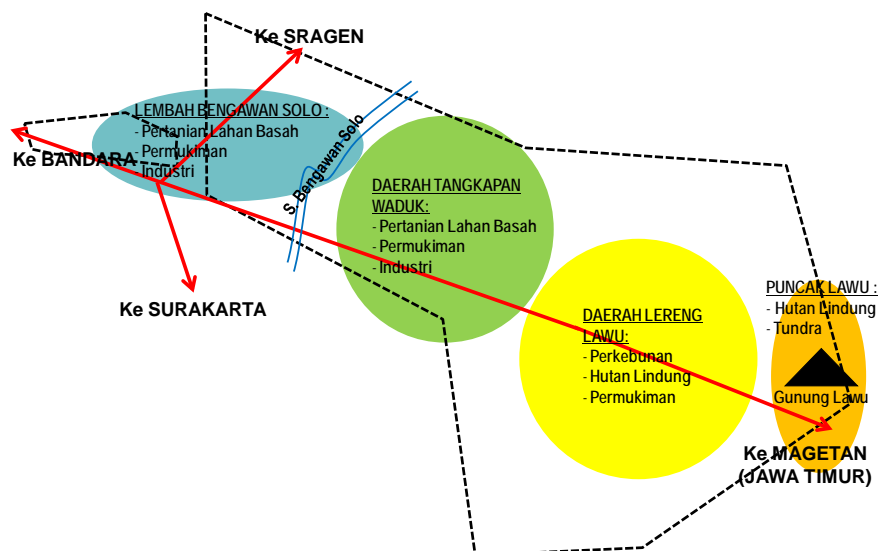 Ke SRAGEN
LEMBAH BENGAWAN SOLO :
- Pertanian Lahan Basah
- Permukiman
- Industri
Ke BANDARA
S. Bengawan Solo
Ke SURAKARTA
DAERAH TANGKAPAN
WADUK:
- Pertanian Lahan Basah
- Permukiman
- Industri
DAERAH LERENG
LAWU:
- Perkebunan
- Hutan Lindung
- Permukiman
PUNCAK LAWU :
- Hutan Lindung
- Tundra
Gunung Lawu
Ke MAGETAN
(JAWA TIMUR)